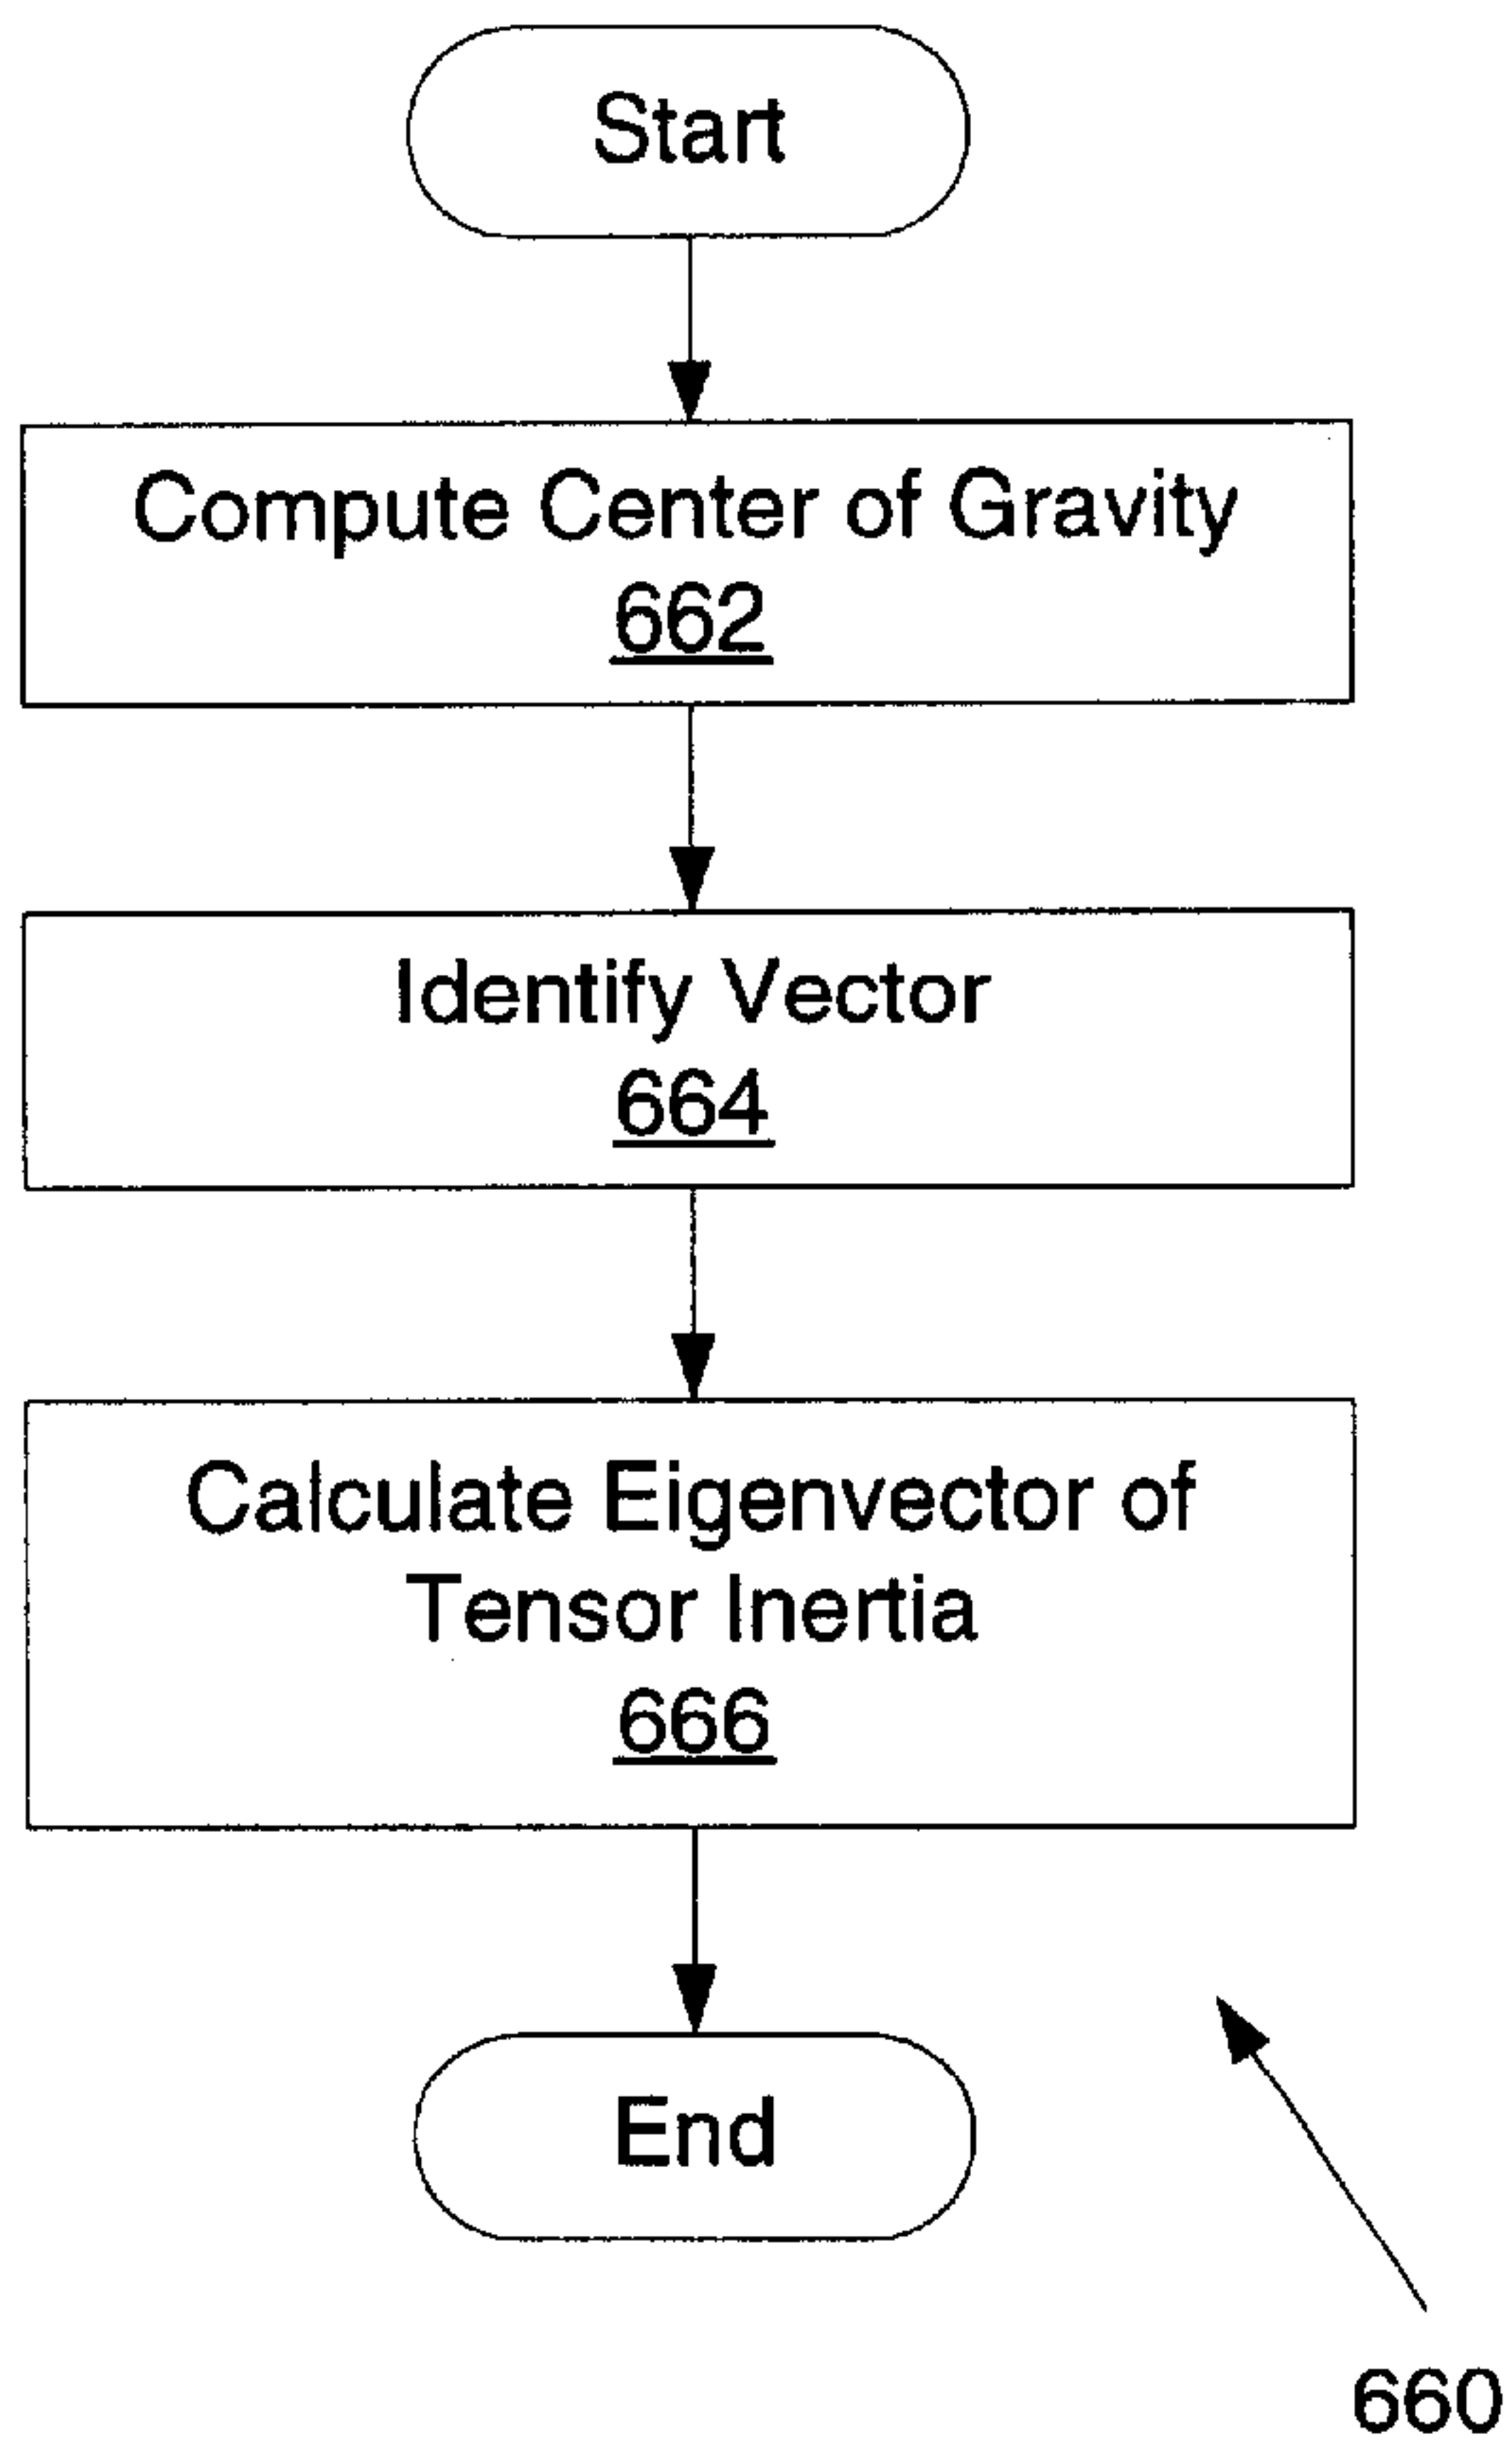 Start
Compute Center of Gravity
662
Identify Vector
664
Calculate Eigenvector of
Tensor Inertia
666
End
660